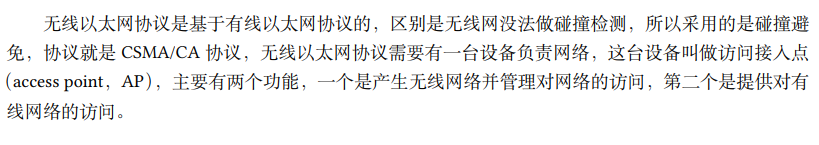 无线以太网协议是基于有线以太网协议的，区别是无线网没法做碰撞检测，所以采用的是碰撞避
免，协议就是 CSMA/CA 协议，无线以太网协议需要有一台设备负责网络，这台设备叫做访问接入点
(access point，AP)，主要有两个功能，一个是产生无线网络并管理对网络的访问，第二个是提供对有
线网络的访问。